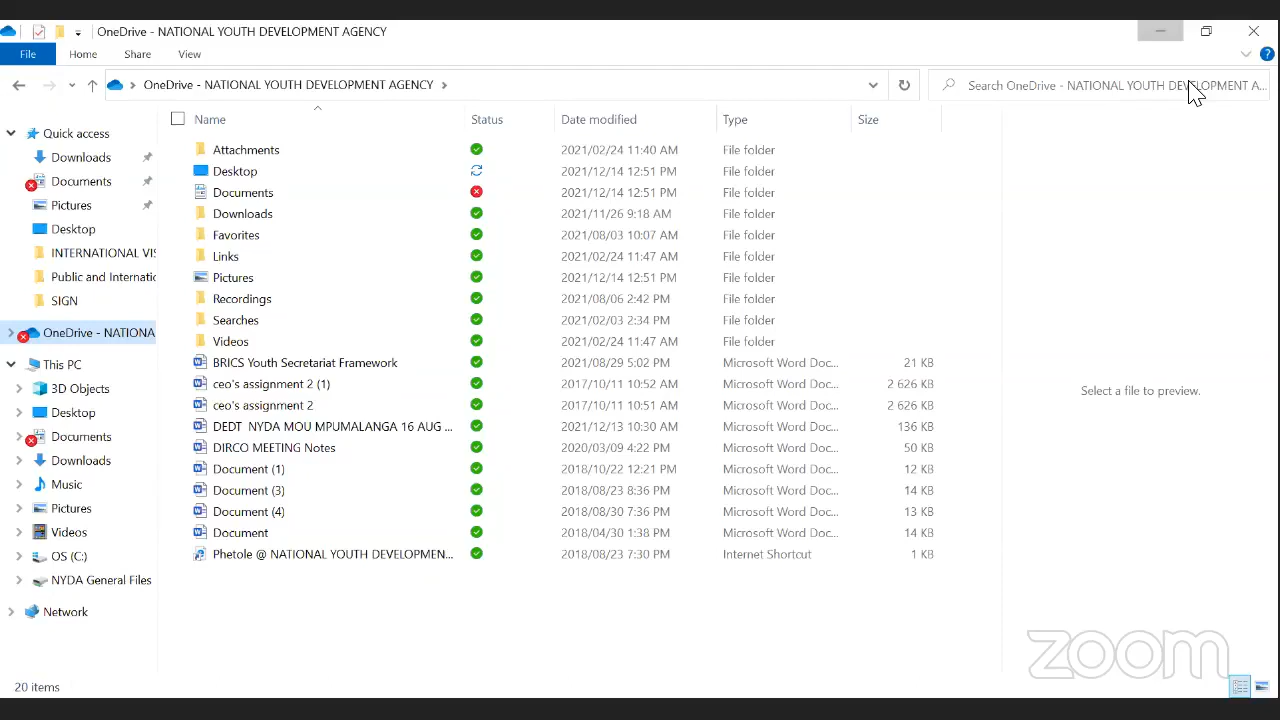 OneDrive - NATIONAL YOUTH DEVELOPMENT AGENCY
File Home Share View
OneDrive - NATIONAL YOUTH DEVELOPMENT AGENCY
Search OneDrive - NATIONAL YOUTH DEVELOPMENT A...
Name Status Date modified Type Size
Quick access
Downloads
Documents
Pictures
Desktop
INTERNATIONAL VIS
Public and Internatio
SIGN
OneDrive - NATIONA
This PC
3D Objects
Desktop
Documents
Downloads
Music
Pictures
Videos
OS (C:)
NYDA General Files
Network
Attachments 2021/02/24 11:40 AM File folder
Desktop 2021/12/14 12:51 PM File folder
Documents 2021/12/14 12:51 PM File folder
Downloads 2021/11/26 9:18 AM File folder
Favorites 2021/08/03 10:07 AM File folder
Links 2021/02/24 11:47 AM File folder
Pictures 2021/12/14 12:51 PM File folder
Recordings 2021/08/06 2:42 PM File folder
Searches 2021/02/03 2:34 PM File folder
Videos 2021/02/24 11:47 AM File folder
BRICS Youth Secretariat Framework 2021/08/29 5:02 PM Microsoft Word Doc... 21 KB
ceo's assignment 2 (1) 2017/10/11 10:52 AM Microsoft Word Doc... 2 626 KB
ceo's assignment 2 2017/10/11 10:51 AM Microsoft Word Doc... 2 626 KB
DEDT NYDA MOU MPUMALANGA 16 AUG ... 2021/12/13 10:30 AM Microsoft Word Doc... 136 KB
DIRCO MEETING Notes 2020/03/09 4:22 PM Microsoft Word Doc... 50 KB
Document (1) 2018/10/22 12:21 PM Microsoft Word Doc... 12 KB
Document (3) 2018/08/23 8:36 PM Microsoft Word Doc... 14 KB
Document (4) 2018/08/30 7:36 PM Microsoft Word Doc... 13 KB
Document 2018/04/30 1:38 PM Microsoft Word Doc... 14 KB
Phetole @ NATIONAL YOUTH DEVELOPMEN... 2018/08/23 7:30 PM Internet Shortcut 1 KB
Select a file to preview.
zoom
20 items